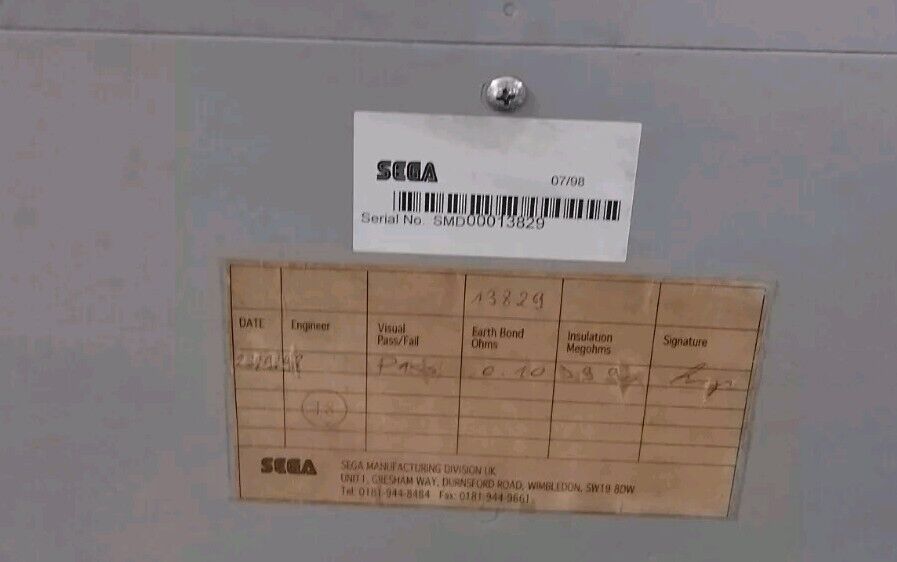 SEGA
07/98
Serial No. SMD00013829
13829
DATE Engineer Visual Pass/Fail Earth Bond Ohms Insulation Megohms Signature
Pass 0.10
18
SEGA
SEGA MANUFACTURING DIVISION UK
UNIT 1, GRESHAM WAY, DURNSFORD ROAD, WIMBLEDON, SW19 8DW
Tel: 0181-944-8484 Fax: 0181-944-9661